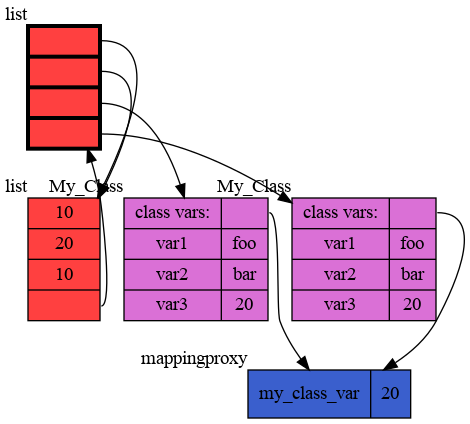 list
list
My_Class
My_Class
10
20
10
class vars:
var1 foo
var2 bar
var3 20
class vars:
var1 foo
var2 bar
var3 20
mappingproxy
my_class_var 20